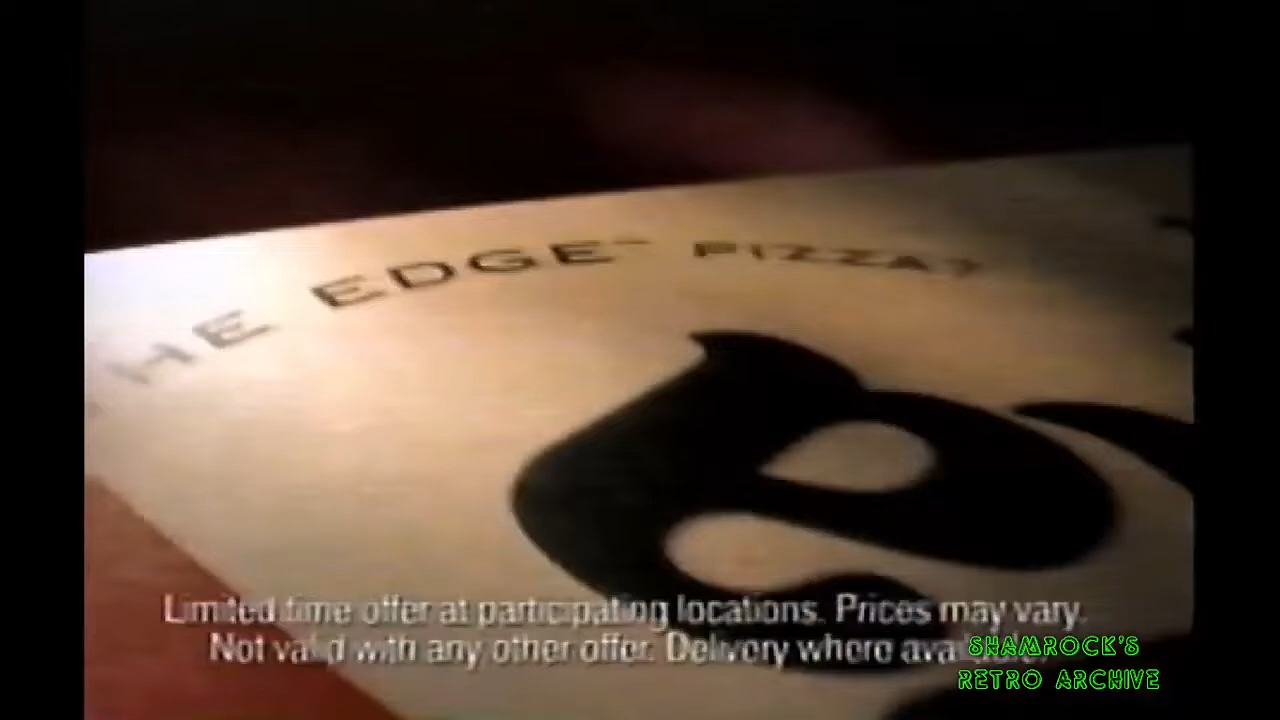 HE EDGE™ PIZZA?
e
Limited time offer at participating locations. Prices may vary.
Not valid with any other offer. Delivery where available.
SHAMROCK'S
RETRO ARCHIVE